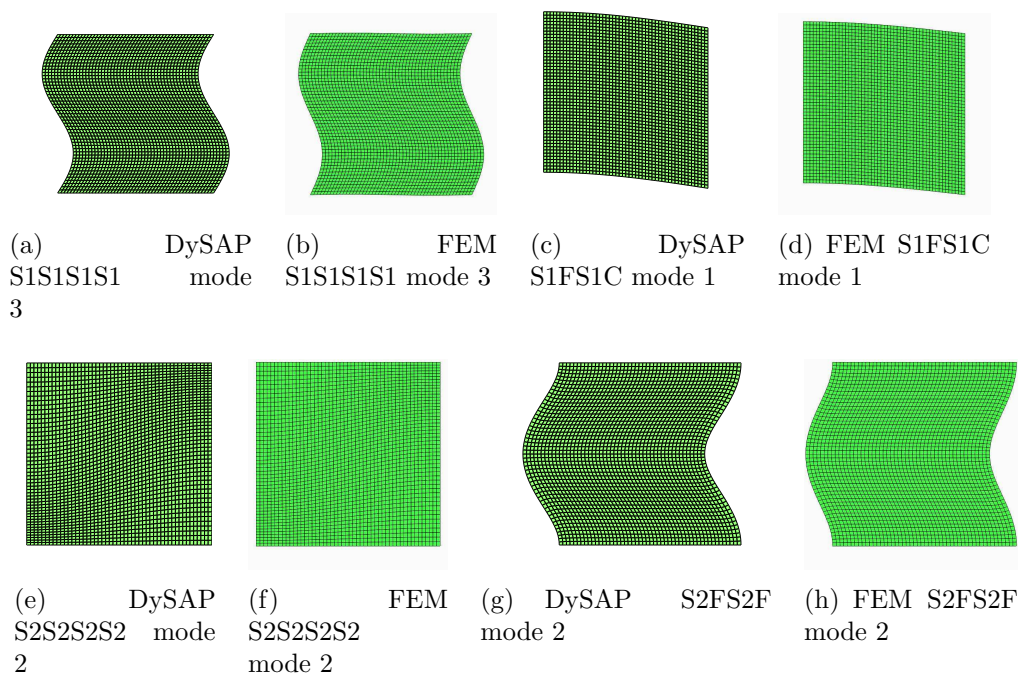 (a) DySAP
S1S1S1S1 mode
3
(b) FEM
S1S1S1S1 mode 3
(c) DySAP
S1FS1C mode 1
(d) FEM S1FS1C
mode 1
(e) DySAP
S2S2S2S2 mode
2
(f) FEM
S2S2S2S2
mode 2
(g) DySAP S2FS2F
mode 2
(h) FEM S2FS2F
mode 2